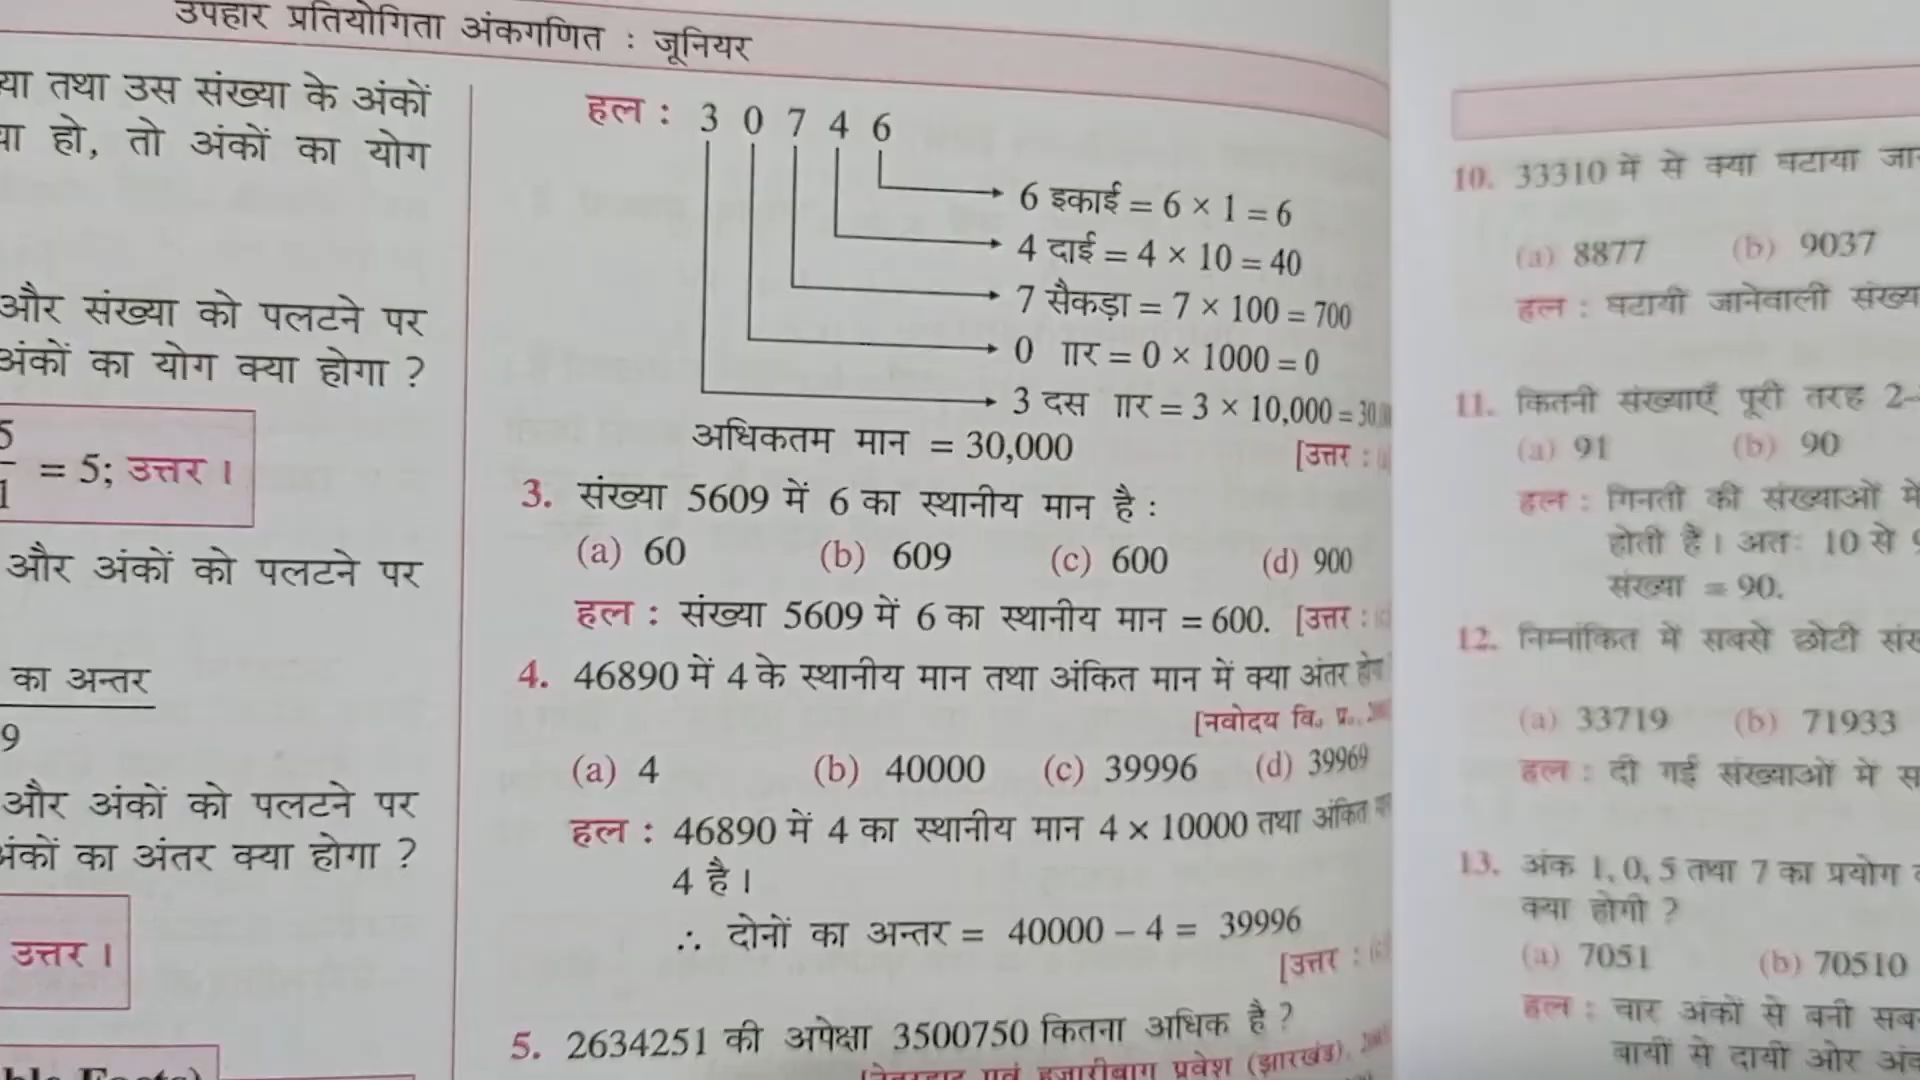 उपहार प्रतियोगिता अंकगणित : जूनियर
तथा उस संख्या के अंकों
हो, तो अंकों का योग
और संख्या को पलटने पर
अंकों का योग क्या होगा ?
= 5; उत्तर ।
और अंकों को पलटने पर
का अन्तर
9
और अंकों को पलटने पर
अंकों का अंतर क्या होगा ?
उत्तर ।
हल : 3 0 7 4 6
6 इकाई = 6 × 1 = 6
4 दाई = 4 × 10 = 40
7 सैकड़ा = 7 × 100 = 700
0 ार = 0 × 1000 = 0
3 दस ार = 3 × 10,000 =
अधिकतम मान = 30,000
[उत्तर :
3. संख्या 5609 में 6 का स्थानीय मान है :
(a) 60 (b) 609 (c) 600 (d) 900
हल : संख्या 5609 में 6 का स्थानीय मान = 600. [उत्तर :
4. 46890 में 4 के स्थानीय मान तथा अंकित मान में क्या अंतर
[नवोदय वि. प्र.,
(a) 4 (b) 40000 (c) 39996 (d) 39969
हल : 46890 में 4 का स्थानीय मान 4 × 10000 तथा अंकित
4 है ।
∴ दोनों का अन्तर = 40000 – 4 = 39996
[उत्तर :
5. 2634251 की अपेक्षा 3500750 कितना अधिक है ?
एवं हजारीबाग प्रवेश (झारखंड),
10. 33310 में से क्या घटाया
(a) 8877 (b) 9037
हल : घटायी जानेवाली
11. कितनी संख्याएँ पूरी तरह 2-
(a) 91 (b) 90
हल : गिनती की संख्याओं में
होती है । अतः 10 से
संख्या = 90.
12. निम्नांकित में सबसे छोटी
(a) 33719 (b) 71933
हल : दी गई संख्याओं में
13. अंक 1, 0, 5 तथा 7 का प्रयोग
क्या होगी ?
(a) 7051 (b) 70510
हल : चार अंकों से बनी
बायीं से दायीं ओर